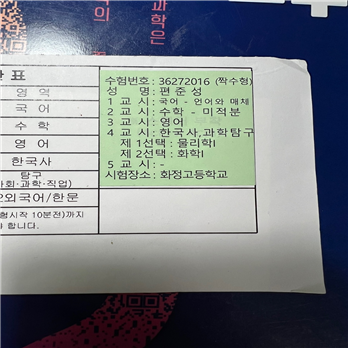 과학은
의
표
영 역
국 어
수 학
영 어
한국사
탐구
사회·과학·직업)
2외국어/한문
험시작 10분전)까지
야 합니다.
수험번호 : 36272016 (짝수형)
성 명 : 편 준 성
1 교 시 : 국어 - 언어와 매체
2 교 시 : 수학 - 미적분
3 교 시 : 영어
4 교 시 : 한국사,과학탐구
제 1선택 : 물리학Ⅰ
제 2선택 : 화학Ⅰ
5 교 시 : -
시험장소 : 화정고등학교